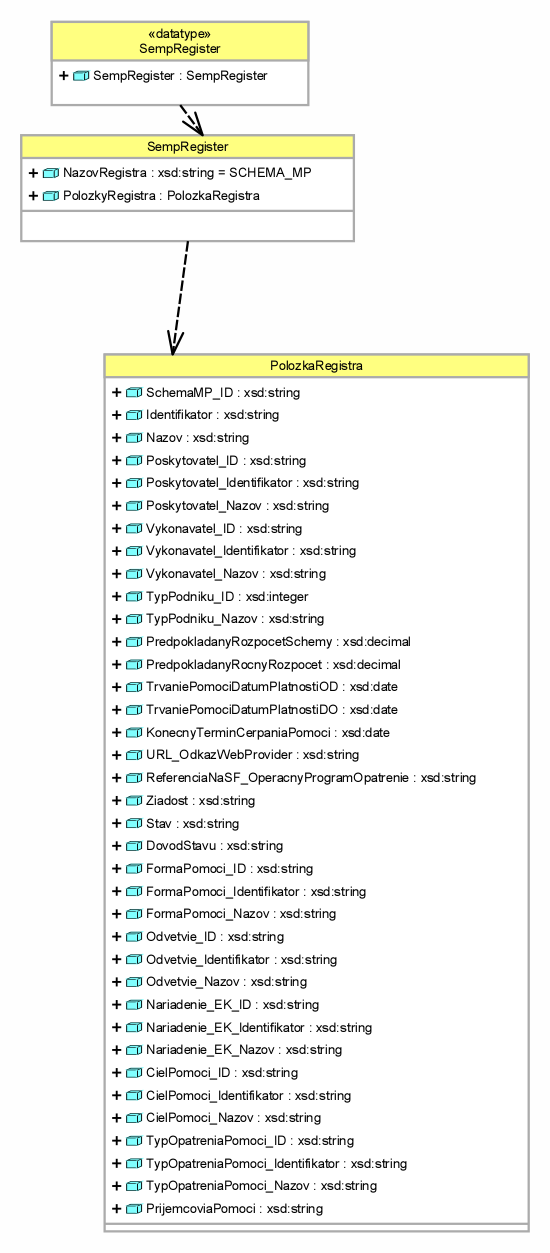 «datatype»
SempRegister
+ SempRegister : SempRegister
SempRegister
+ NazovRegistra : xsd:string = SCHEMA_MP
+ PolozkyRegistra : PolozkaRegistra
PolozkaRegistra
+ SchemaMP_ID : xsd:string
+ Identifikator : xsd:string
+ Nazov : xsd:string
+ Poskytovatel_ID : xsd:string
+ Poskytovatel_Identifikator : xsd:string
+ Poskytovatel_Nazov : xsd:string
+ Vykonavatel_ID : xsd:string
+ Vykonavatel_Identifikator : xsd:string
+ Vykonavatel_Nazov : xsd:string
+ TypPodniku_ID : xsd:integer
+ TypPodniku_Nazov : xsd:string
+ PredpokladanyRozpocetSchemy : xsd:decimal
+ PredpokladanyRocnyRozpocet : xsd:decimal
+ TrvaniePomociDatumPlatnostiOD : xsd:date
+ TrvaniePomociDatumPlatnostiDO : xsd:date
+ KonecnyTerminCerpaniaPomoci : xsd:date
+ URL_OdkazWebProvider : xsd:string
+ ReferenciaNaSF_OperacnyProgramOpatrenie : xsd:string
+ Ziadost : xsd:string
+ Stav : xsd:string
+ DovodStavu : xsd:string
+ FormaPomoci_ID : xsd:string
+ FormaPomoci_Identifikator : xsd:string
+ FormaPomoci_Nazov : xsd:string
+ Odvetvie_ID : xsd:string
+ Odvetvie_Identifikator : xsd:string
+ Odvetvie_Nazov : xsd:string
+ Nariadenie_EK_ID : xsd:string
+ Nariadenie_EK_Identifikator : xsd:string
+ Nariadenie_EK_Nazov : xsd:string
+ CielPomoci_ID : xsd:string
+ CielPomoci_Identifikator : xsd:string
+ CielPomoci_Nazov : xsd:string
+ TypOpatreniaPomoci_ID : xsd:string
+ TypOpatreniaPomoci_Identifikator : xsd:string
+ TypOpatreniaPomoci_Nazov : xsd:string
+ PrijemcoviaPomoci : xsd:string